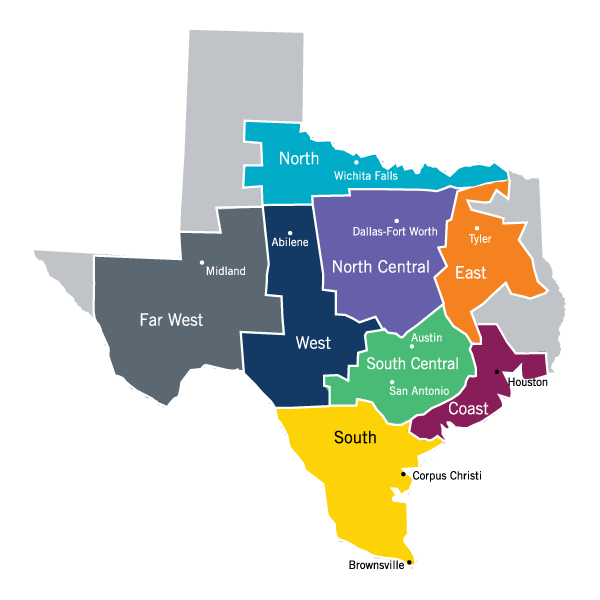 North
Wichita Falls
Dallas-Fort Worth
Tyler
Abilene
North Central
East
Midland
Far West
West
Austin
South Central
Houston
San Antonio
Coast
South
Corpus Christi
Brownsville